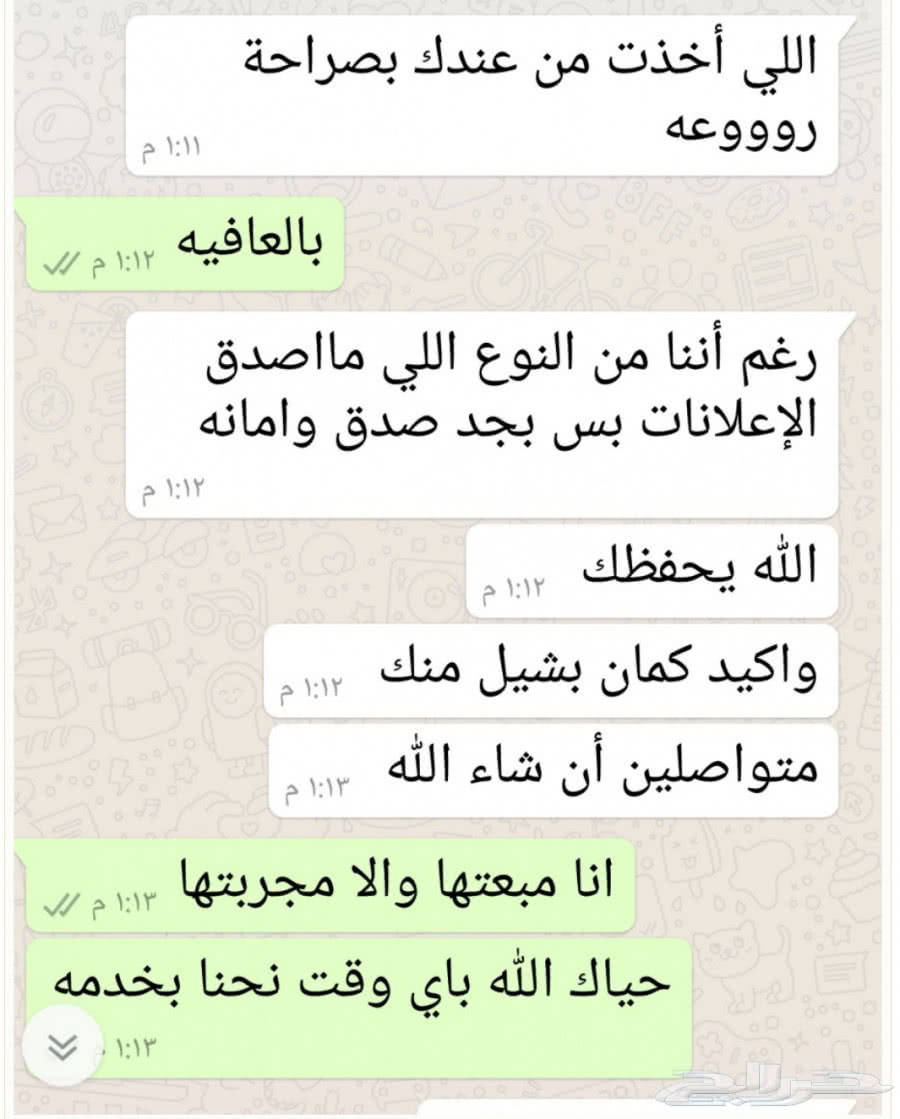 اللي أخذت من عندك بصراحة
روووعه
١:١١ م
بالعافيه
١:١٢ م
رغم أننا من النوع اللي مااصدق
الإعلانات بس بجد صدق وامانه
١:١٢ م
الله يحفظك
١:١٢ م
واكيد كمان بشيل منك
١:١٢ م
متواصلين أن شاء الله
١:١٣ م
انا مبعتها والا مجربتها
١:١٣ م
حياك الله باي وقت نحنا بخدمه
١:١٣
حراج